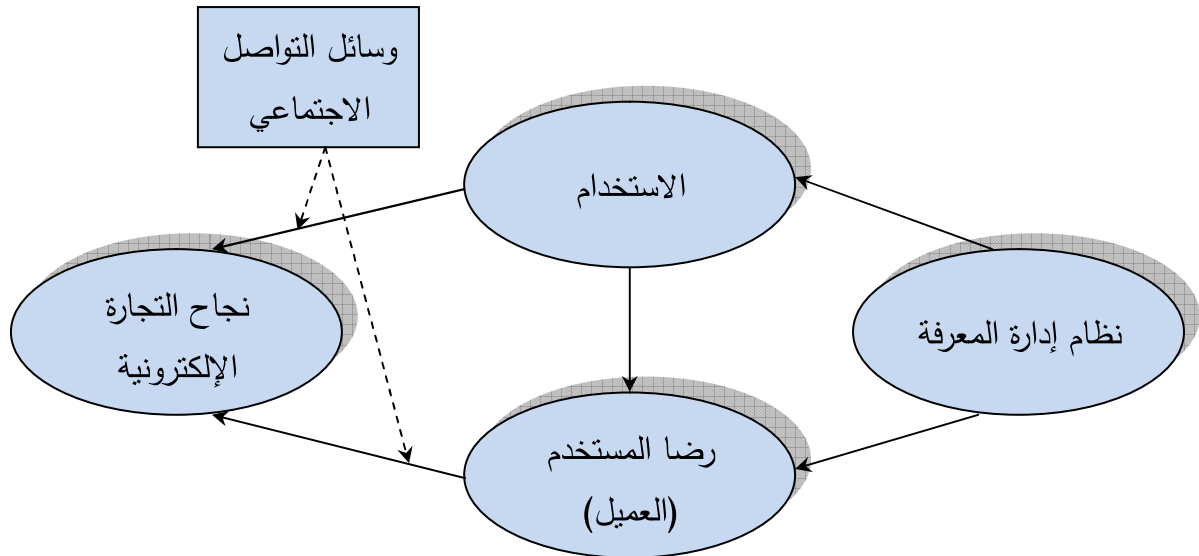 وسائل التواصل
الاجتماعي
الاستخدام
نظام إدارة المعرفة
نجاح التجارة
الإلكترونية
رضا المستخدم
(العميل)